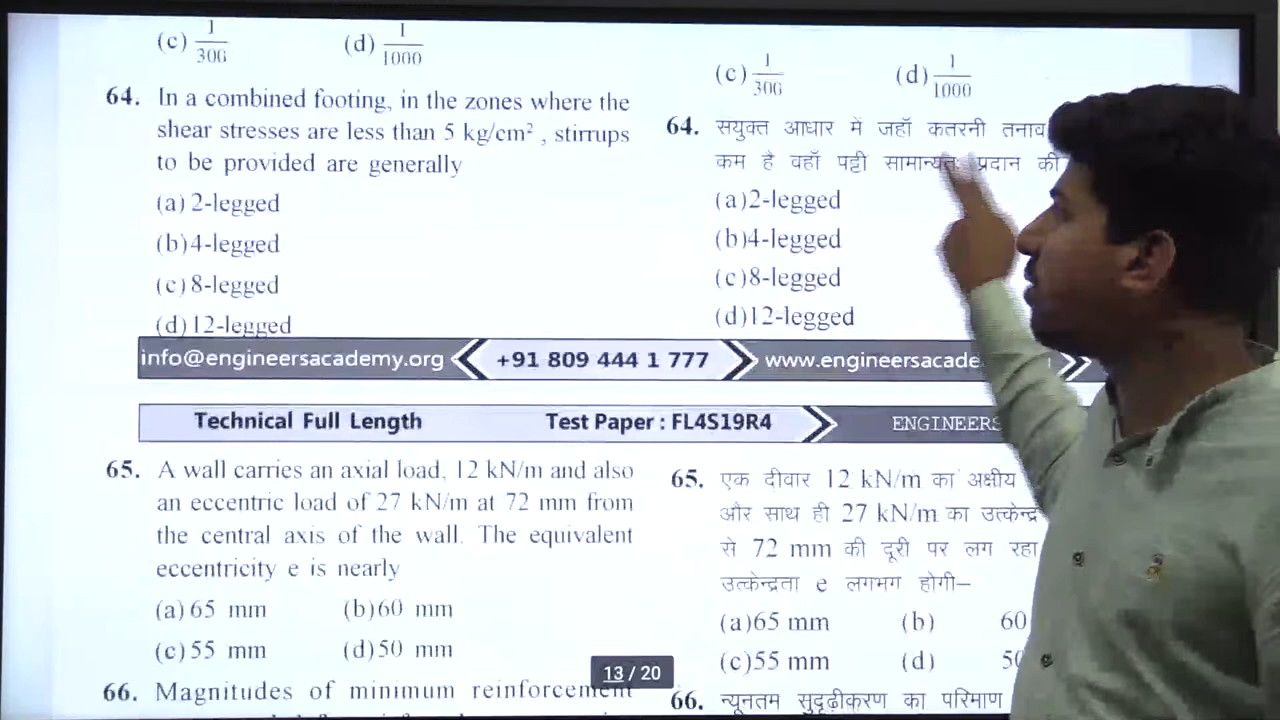 (c) 1/300 (d) 1/1000
64. In a combined footing, in the zones where the
shear stresses are less than 5 kg/cm² , stirrups
to be provided are generally
(a) 2-legged
(b)4-legged
(c) 8-legged
(d) 12-legged
(c) 1/300 (d) 1/1000
64. सयुक्त आधार में जहाँ कतरनी तनाव
कम है वहाँ पट्टी सामान्यतः प्रदान की
(a)2-legged
(b)4-legged
(c)8-legged
(d)12-legged
info@engineersacademy.org +91 809 444 1 777 www.engineersacade
Technical Full Length Test Paper : FL4S19R4 ENGINEERS
65. A wall carries an axial load, 12 kN/m and also
an eccentric load of 27 kN/m at 72 mm from
the central axis of the wall. The equivalent
eccentricity e is nearly
(a) 65 mm (b)60 mm
(c) 55 mm (d)50 mm
66. Magnitudes of minimum reinforcement
65. एक दीवार 12 kN/m का अक्षीय
और साथ ही 27 kN/m का उत्केन्द्र
से 72 mm की दूरी पर लग रहा
उत्केन्द्रता e लगभग होगी–
(a)65 mm (b) 60
(c)55 mm (d)
66. न्यूनतम सुदृढ़ीकरण का परिमाण
13 / 20